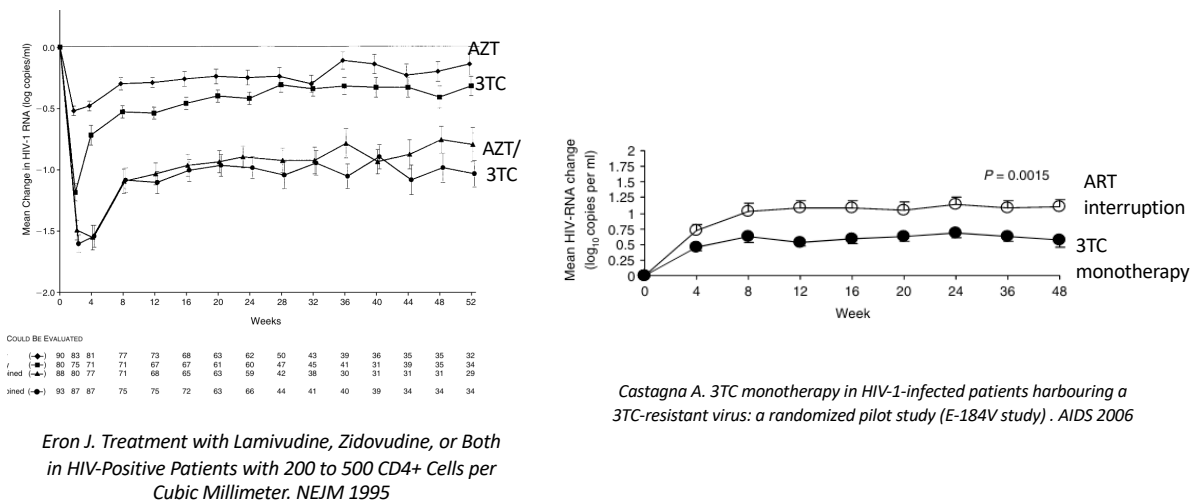 0.0
−0.5
−1.0
−1.5
−2.0
Mean Change in HIV-1 RNA (log copies/ml)
AZT
3TC
AZT/
3TC
0 4 8 12 16 20 24 28 32 36 40 44 48 52
Weeks
COULD BE EVALUATED
90 83 81 77 73 68 63 62 50 43 39 36 35 35 32
80 75 71 71 67 67 61 60 47 45 41 31 39 35 34
ined 88 80 77 71 68 65 63 59 42 38 30 31 31 31 29
bined 93 87 87 75 75 72 63 66 44 41 40 39 34 34 34
Eron J. Treatment with Lamivudine, Zidovudine, or Both
in HIV-Positive Patients with 200 to 500 CD4+ Cells per
Cubic Millimeter. NEJM 1995
Mean HIV-RNA change
(log10 copies per ml)
2
1.75
1.5
1.25
1
0.75
0.5
0.25
0
P = 0.0015
ART
interruption
3TC
monotherapy
0 4 8 12 16 20 24 36 48
Week
Castagna A. 3TC monotherapy in HIV-1-infected patients harbouring a
3TC-resistant virus: a randomized pilot study (E-184V study) . AIDS 2006